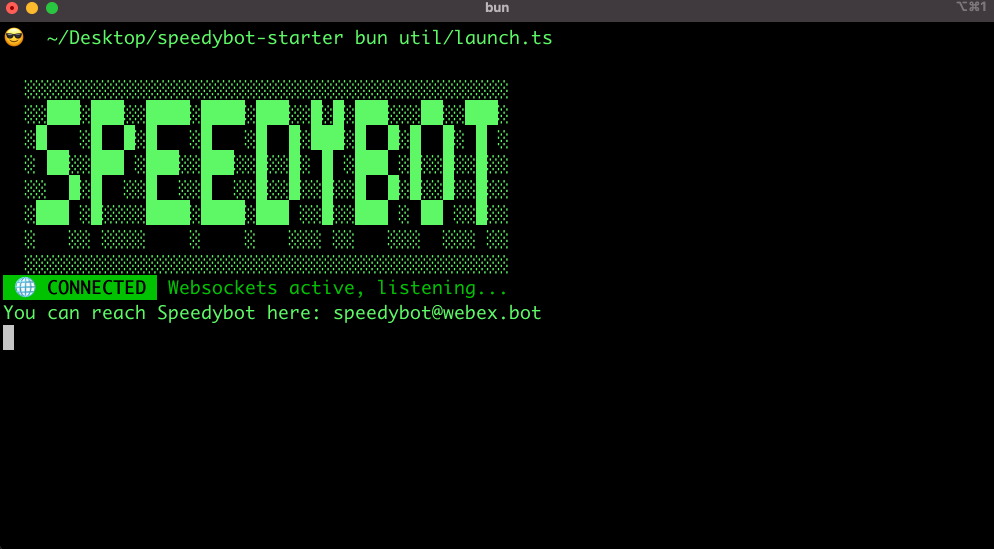 bun
⌥⌘1
😎 ~/Desktop/speedybot-starter bun util/launch.ts
SPEEDYBOT
🌐 CONNECTED Websockets active, listening...
You can reach Speedybot here: speedybot@webex.bot